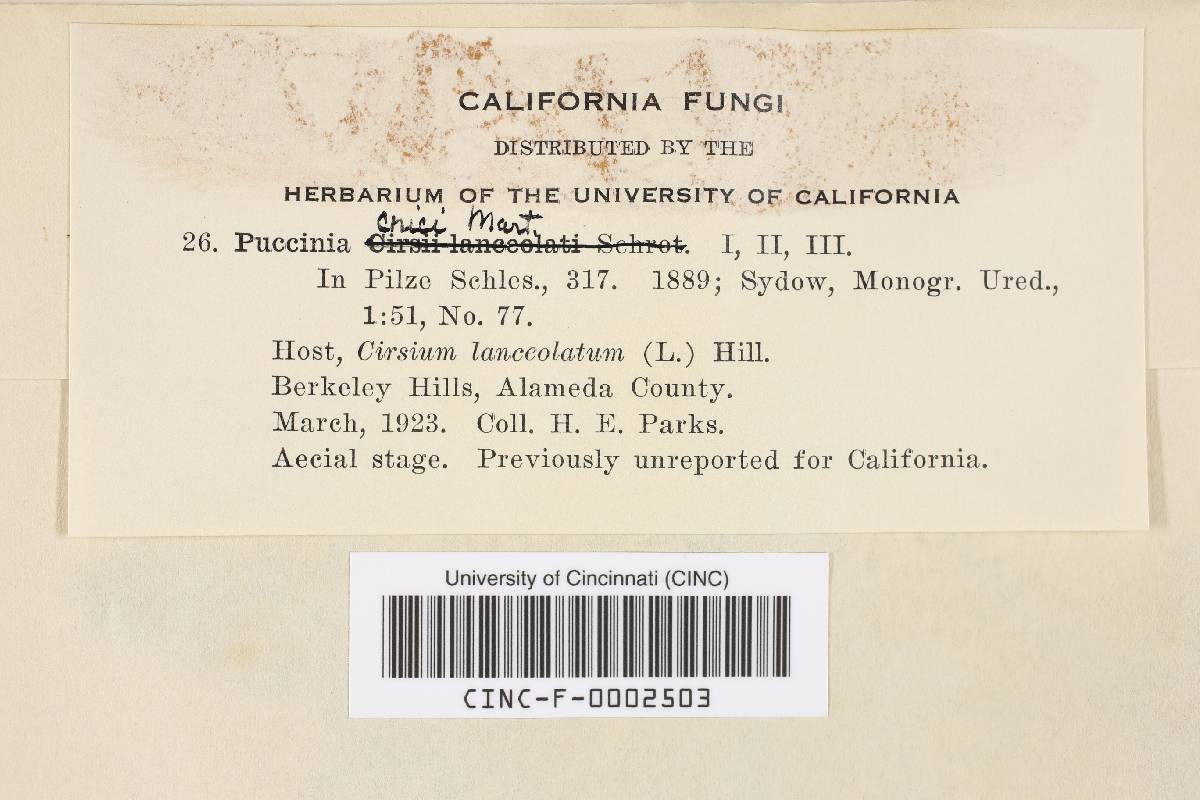 CALIFORNIA FUNGI
DISTRIBUTED BY THE
HERBARIUM OF THE UNIVERSITY OF CALIFORNIA
Cnici Mart.
26. Puccinia Cirsii lanceolati Schrot. I, II, III.
In Pilze Schles., 317. 1889; Sydow, Monogr. Ured.,
1:51, No. 77.
Host, Cirsium lanceolatum (L.) Hill.
Berkeley Hills, Alameda County.
March, 1923. Coll. H. E. Parks.
Aecial stage. Previously unreported for California.
University of Cincinnati (CINC)
CINC-F-0002503